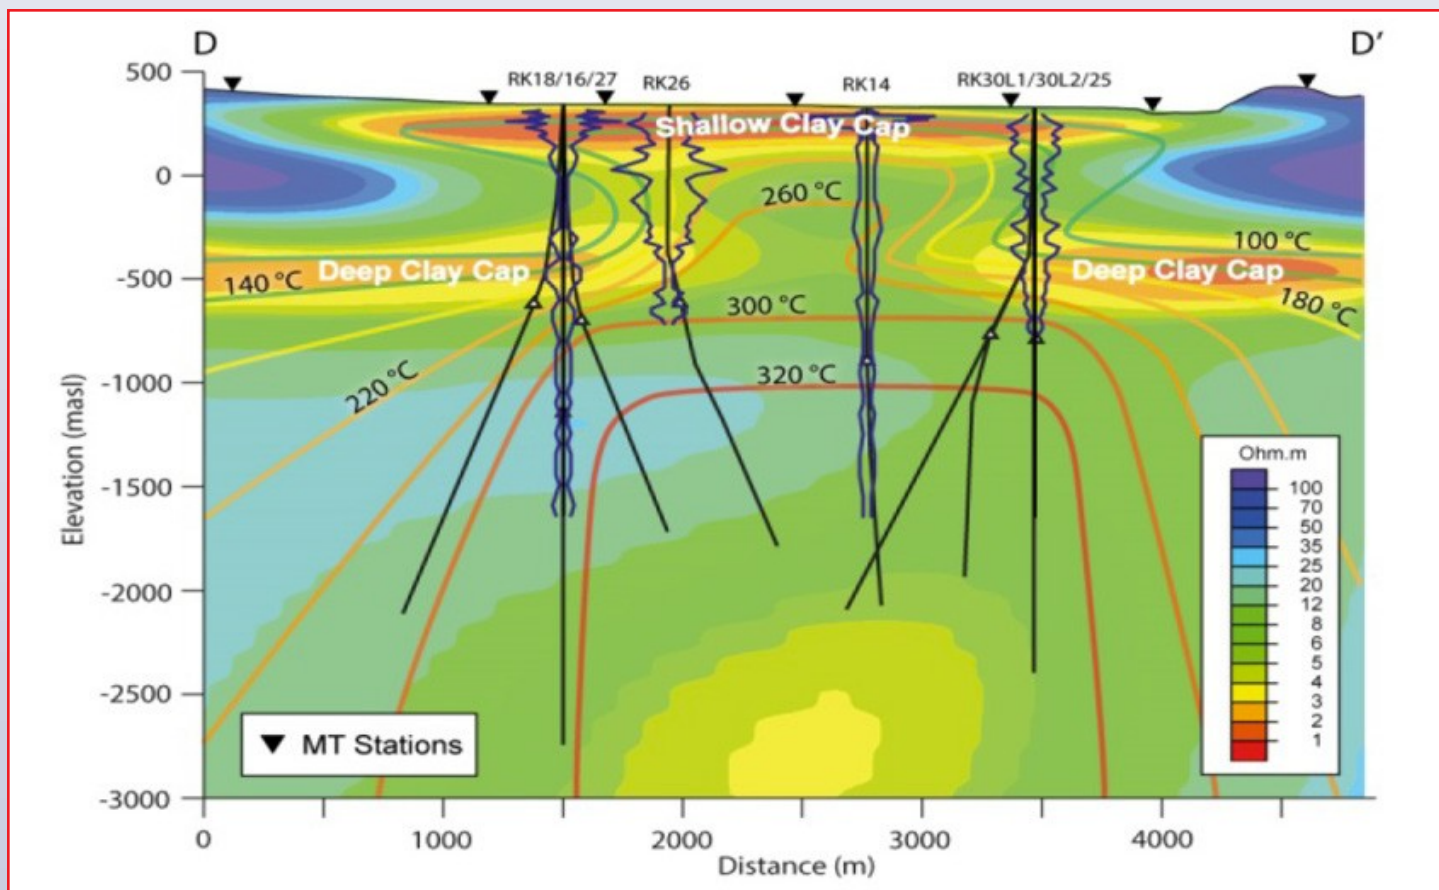 D
D′
500
RK18/16/27
RK26
RK14
RK30L1/30L2/25
Shallow Clay Cap
0
260 °C
100 °C
-500
140 °C
Deep Clay Cap
Deep Clay Cap
180 °C
300 °C
320 °C
220 °C
-1000
Elevation (masl)
-1500
-2000
-2500
-3000
Ohm.m
100
70
50
35
25
20
12
8
6
5
4
3
2
1
MT Stations
0
1000
2000
3000
4000
Distance (m)